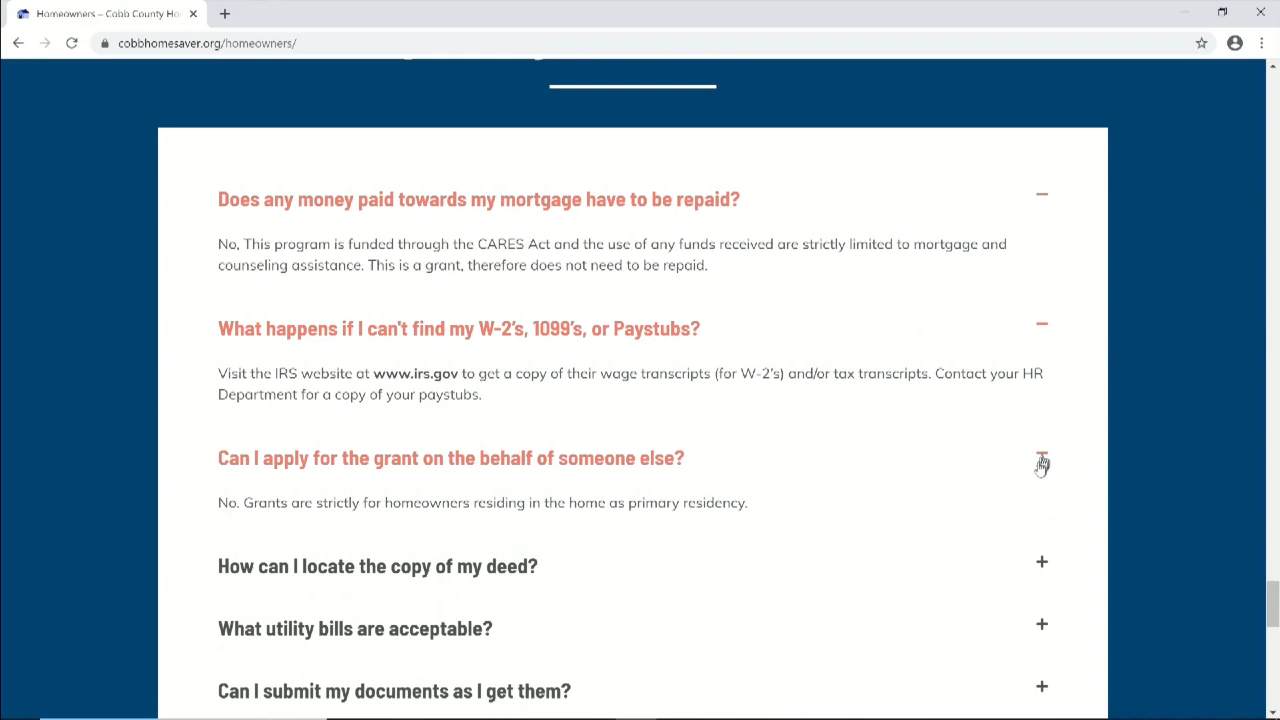 Homeowners – Cobb County Ho
cobbhomesaver.org/homeowners/
Does any money paid towards my mortgage have to be repaid?
No, This program is funded through the CARES Act and the use of any funds received are strictly limited to mortgage and
counseling assistance. This is a grant, therefore does not need to be repaid.
What happens if I can't find my W-2's, 1099's, or Paystubs?
Visit the IRS website at www.irs.gov to get a copy of their wage transcripts (for W-2's) and/or tax transcripts. Contact your HR
Department for a copy of your paystubs.
Can I apply for the grant on the behalf of someone else?
No. Grants are strictly for homeowners residing in the home as primary residency.
How can I locate the copy of my deed?
What utility bills are acceptable?
Can I submit my documents as I get them?